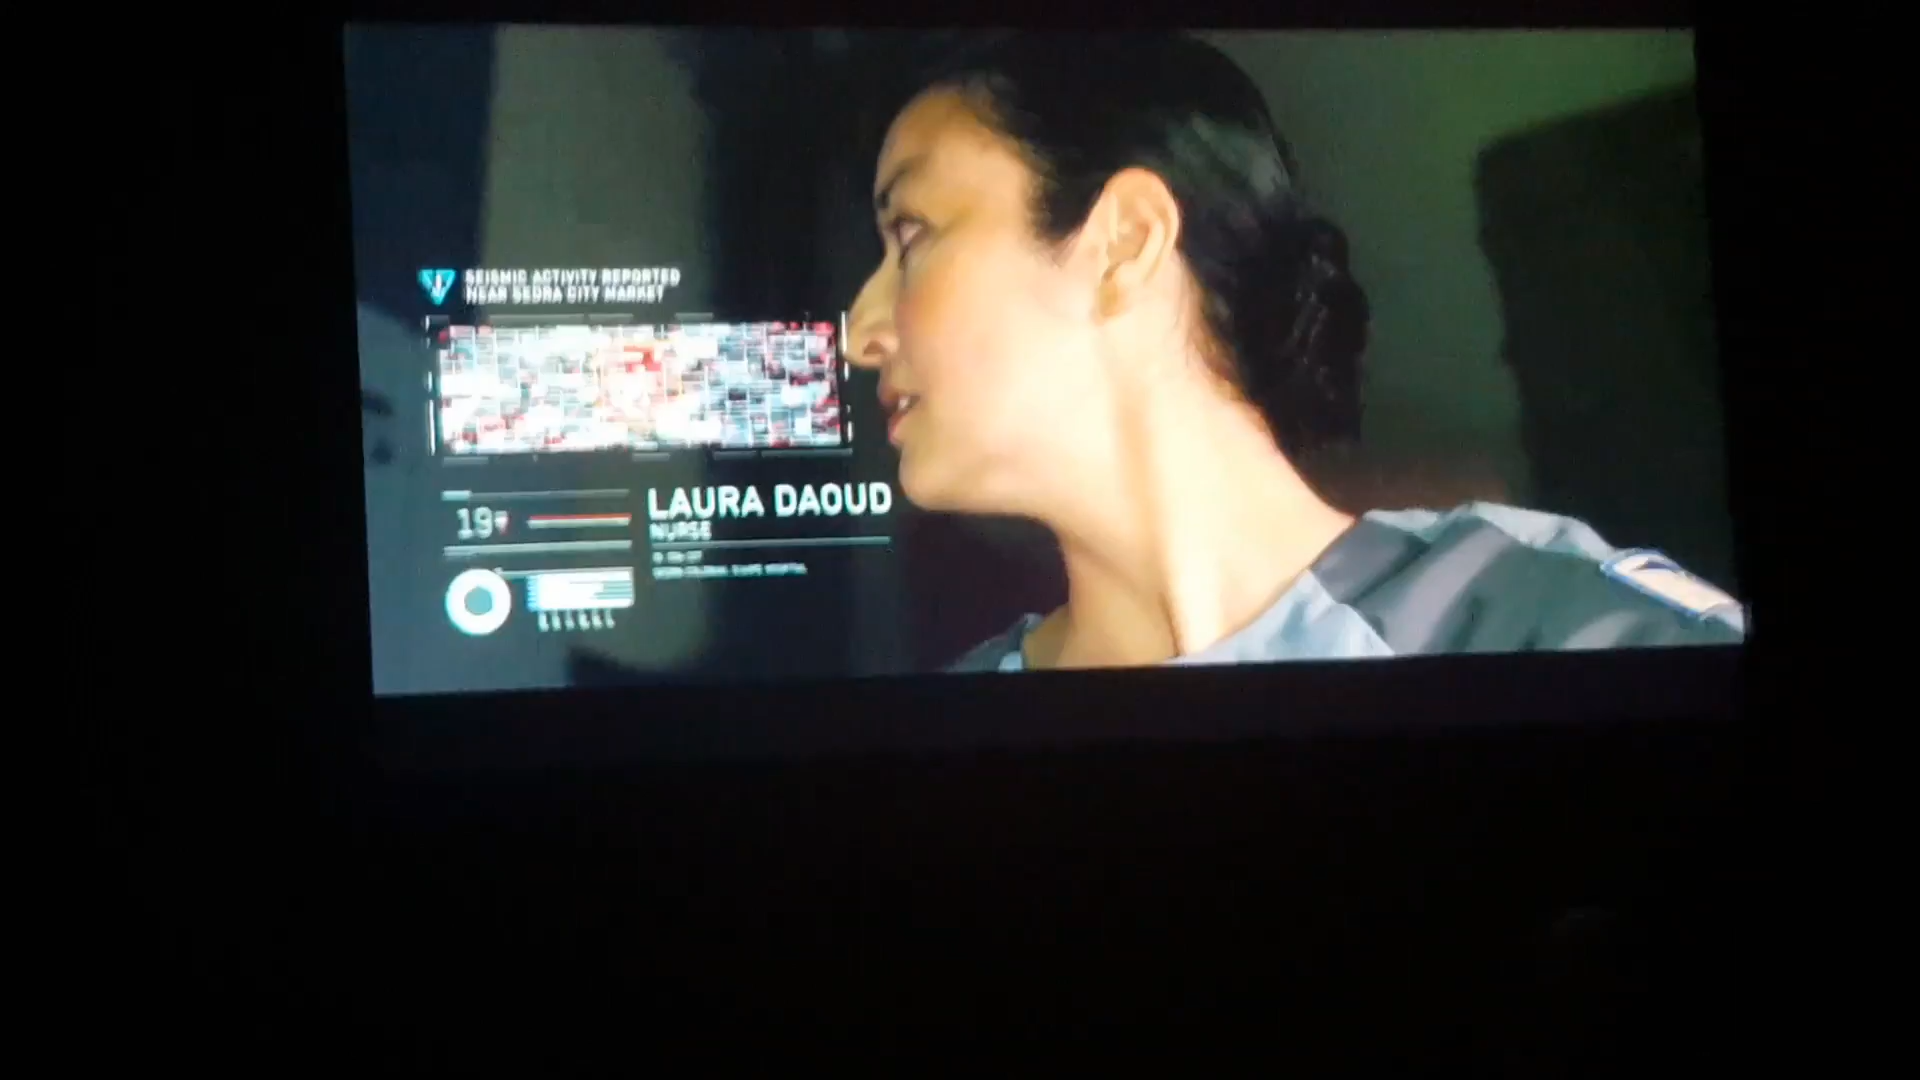 SEISMIC ACTIVITY REPORTED
NEAR SEDRA CITY MARKET
19
LAURA DAOUD
NURSE